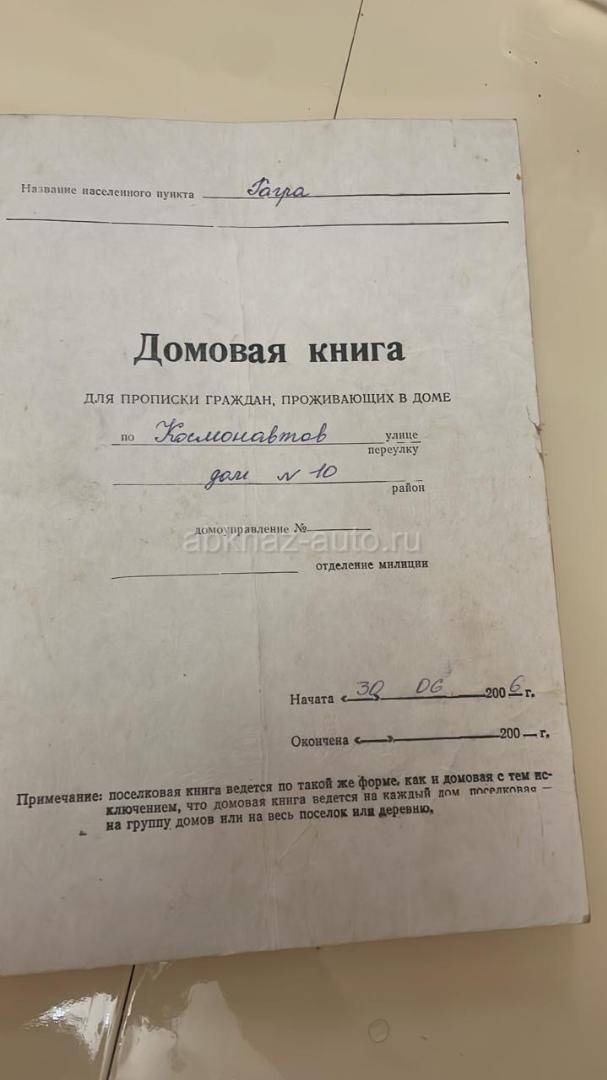 Название населенного пункта Гагра
Домовая книга
ДЛЯ ПРОПИСКИ ГРАЖДАН, ПРОЖИВАЮЩИХ В ДОМЕ
по Космонавтов улице
переулку
дом N 10
район
домоуправление №
abkhaz-auto.ru
отделение милиции
Начата « 30 06 2006 г.
Окончена « » 200 — г.
Примечание: поселковая книга ведется по такой же форме, как и домовая с тем ис-
ключением, что домовая книга ведется на каждый дом поселковая —
на группу домов или на весь поселок или деревню.